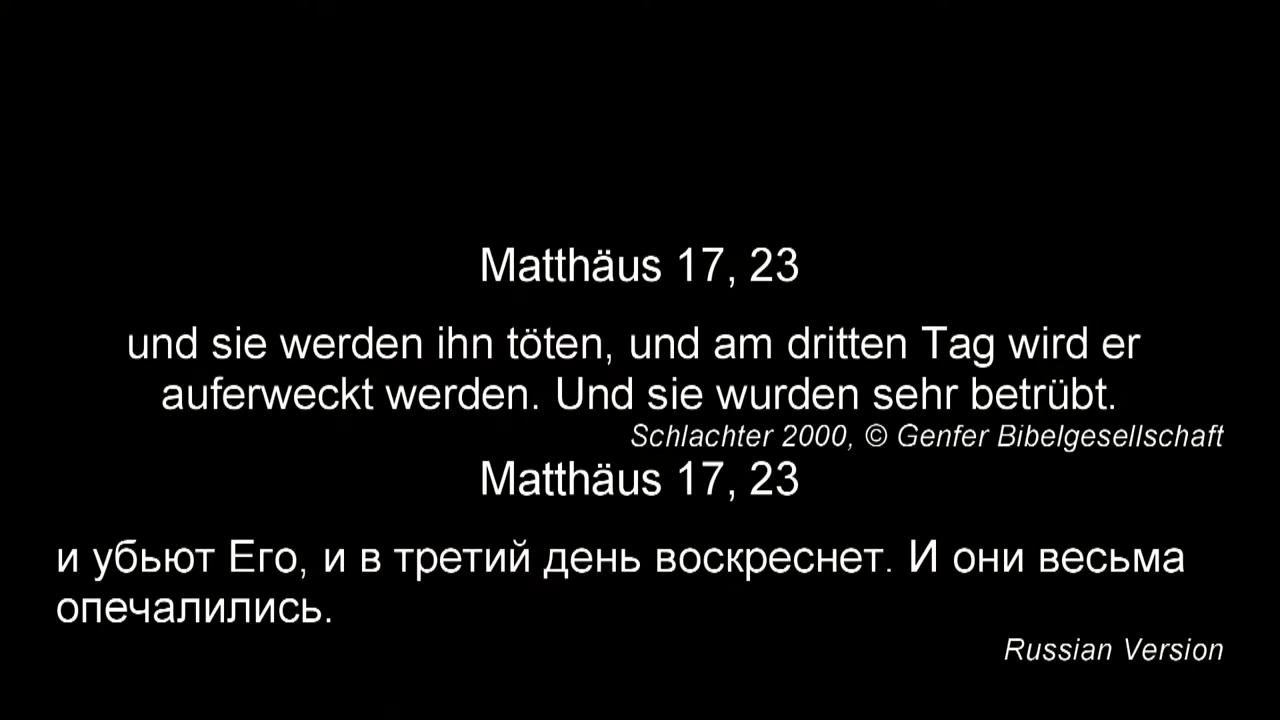 Matthäus 17, 23
und sie werden ihn töten, und am dritten Tag wird er
auferweckt werden. Und sie wurden sehr betrübt.
Schlachter 2000, © Genfer Bibelgesellschaft
Matthäus 17, 23
и убьют Его, и в третий день воскреснет. И они весьма
опечалились.
Russian Version